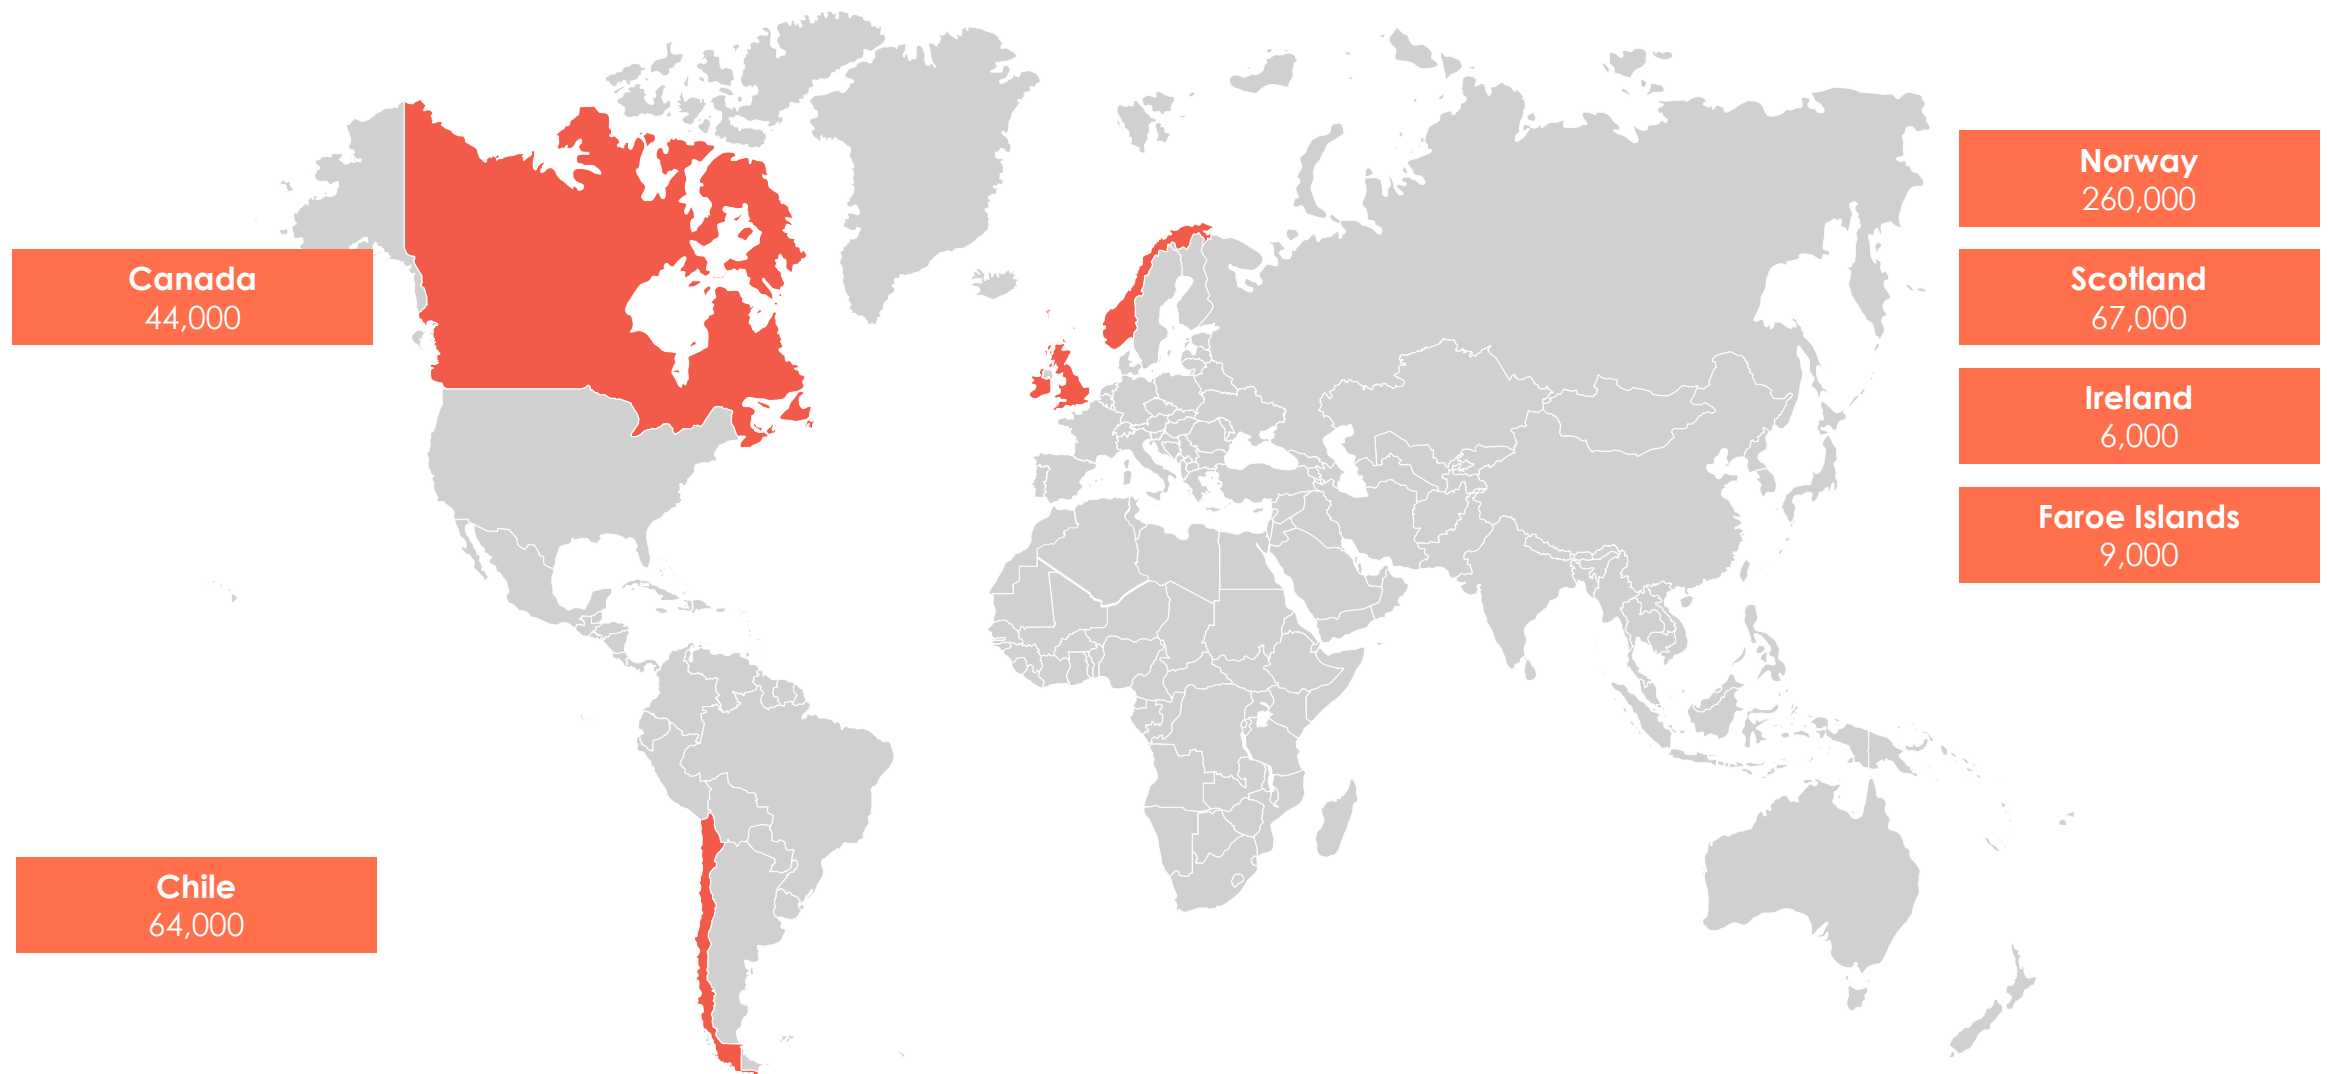 Norway
260,000
Canada
44,000
Scotland
67,000
Ireland
6,000
Faroe Islands
9,000
Chile
64,000